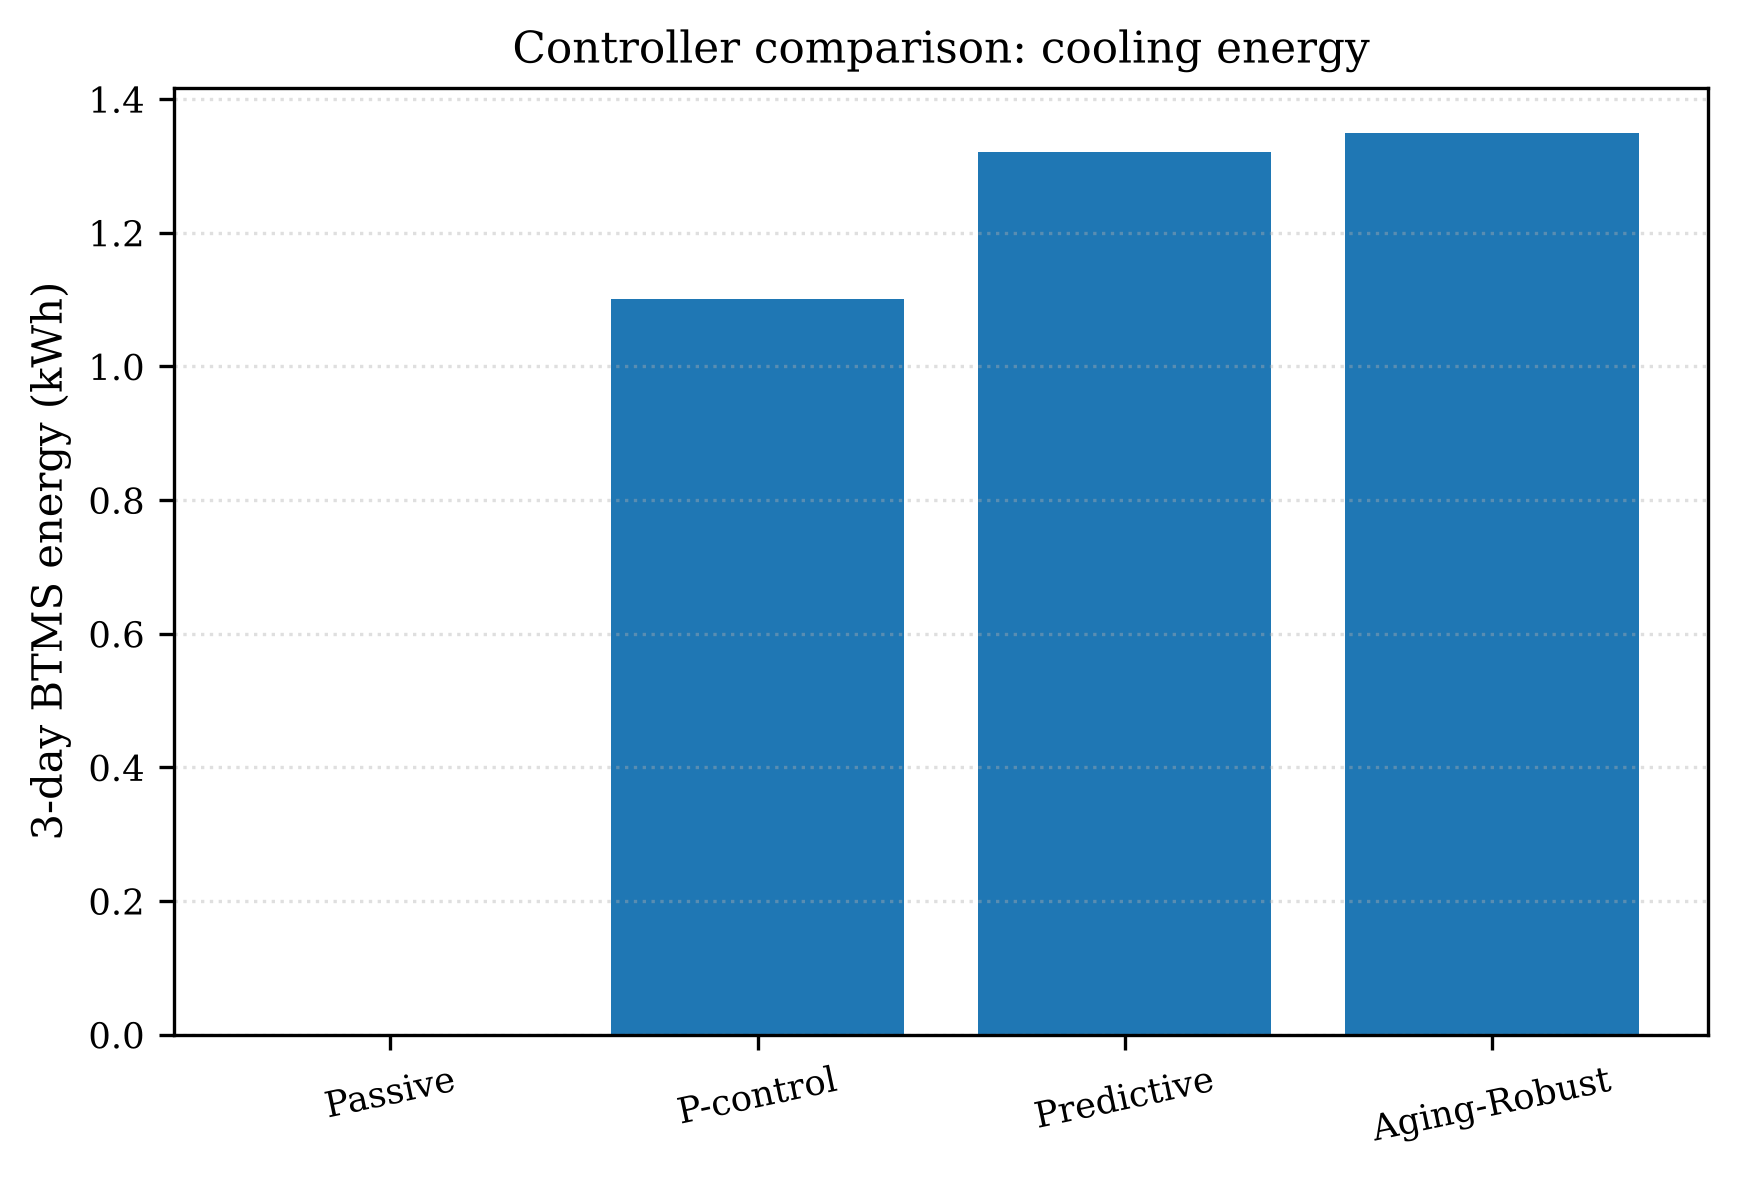 Controller comparison: cooling energy
3-day BTMS energy (kWh)
1.4
1.2
1.0
0.8
0.6
0.4
0.2
0.0
Passive
P-control
Predictive
Aging-Robust